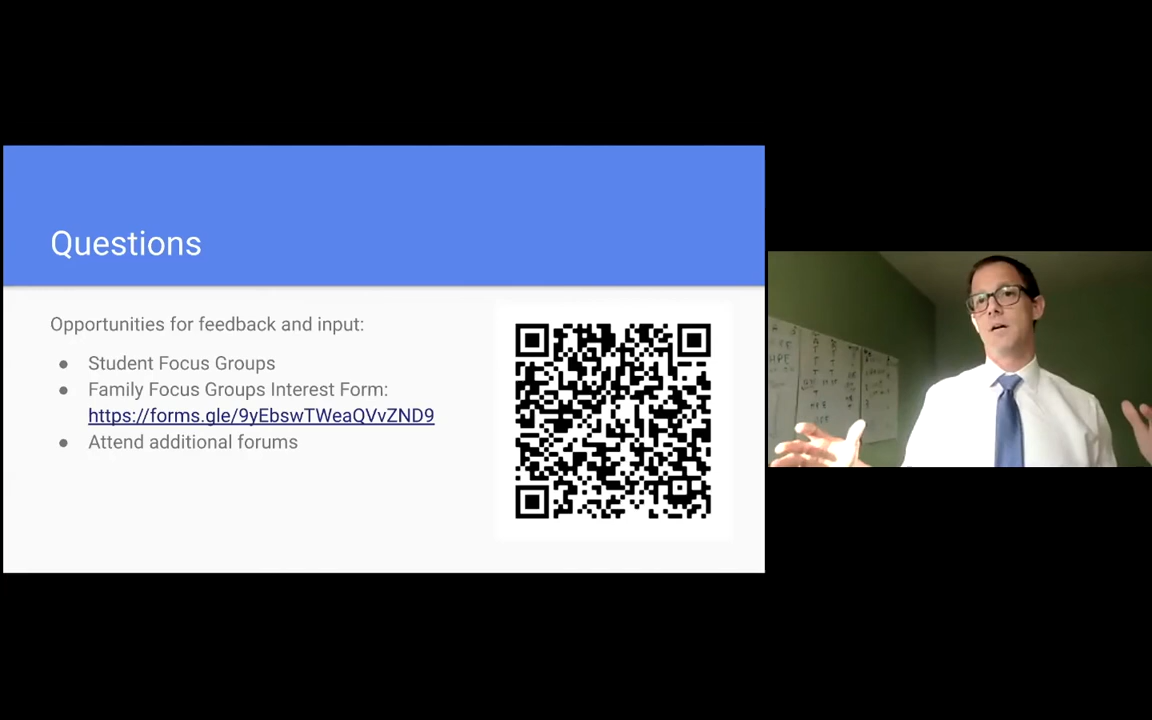 Questions
Opportunities for feedback and input:
● Student Focus Groups
● Family Focus Groups Interest Form:
https://forms.gle/9yEbswTWeaQVvZND9
● Attend additional forums